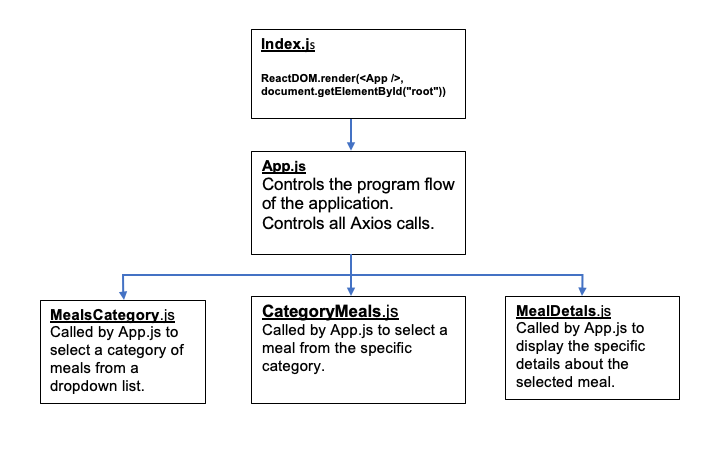 Index.js
ReactDOM.render(<App />,
document.getElementById("root"))
App.js
Controls the program flow
of the application.
Controls all Axios calls.
MealsCategory.js
Called by App.js to
select a category of
meals from a
dropdown list.
CategoryMeals.js
Called by App.js to select a
meal from the specific
category.
MealDetals.js
Called by App.js to
display the specific
details about the
selected meal.